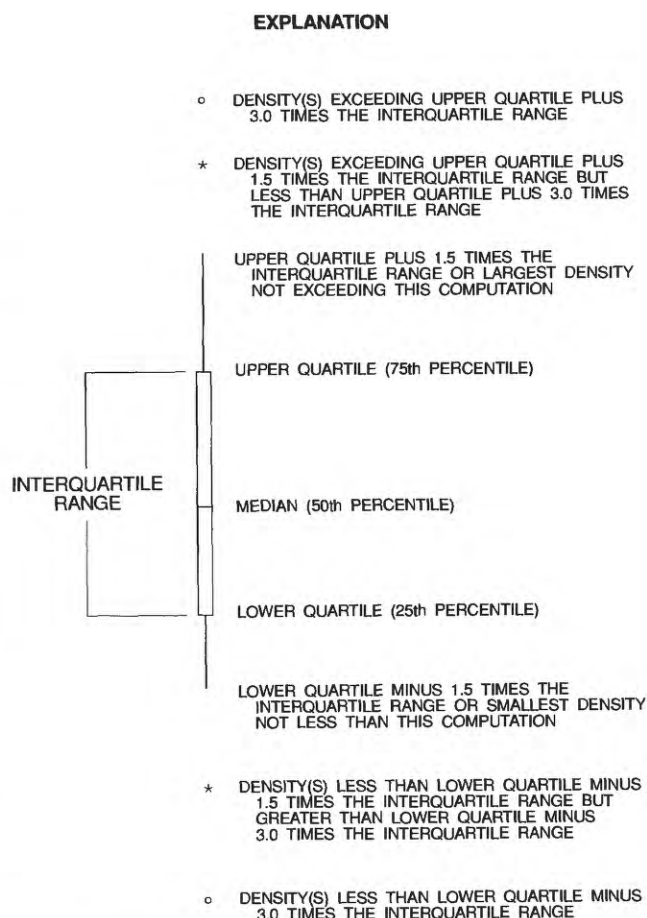 EXPLANATION
o DENSITY(S) EXCEEDING UPPER QUARTILE PLUS
3.0 TIMES THE INTERQUARTILE RANGE
* DENSITY(S) EXCEEDING UPPER QUARTILE PLUS
1.5 TIMES THE INTERQUARTILE RANGE BUT
LESS THAN UPPER QUARTILE PLUS 3.0 TIMES
THE INTERQUARTILE RANGE
UPPER QUARTILE PLUS 1.5 TIMES THE
INTERQUARTILE RANGE OR LARGEST DENSITY
NOT EXCEEDING THIS COMPUTATION
UPPER QUARTILE (75th PERCENTILE)
INTERQUARTILE
RANGE
MEDIAN (50th PERCENTILE)
LOWER QUARTILE (25th PERCENTILE)
LOWER QUARTILE MINUS 1.5 TIMES THE
INTERQUARTILE RANGE OR SMALLEST DENSITY
NOT LESS THAN THIS COMPUTATION
* DENSITY(S) LESS THAN LOWER QUARTILE MINUS
1.5 TIMES THE INTERQUARTILE RANGE BUT
GREATER THAN LOWER QUARTILE MINUS
3.0 TIMES THE INTERQUARTILE RANGE
o DENSITY(S) LESS THAN LOWER QUARTILE MINUS
3.0 TIMES THE INTERQUARTILE RANGE